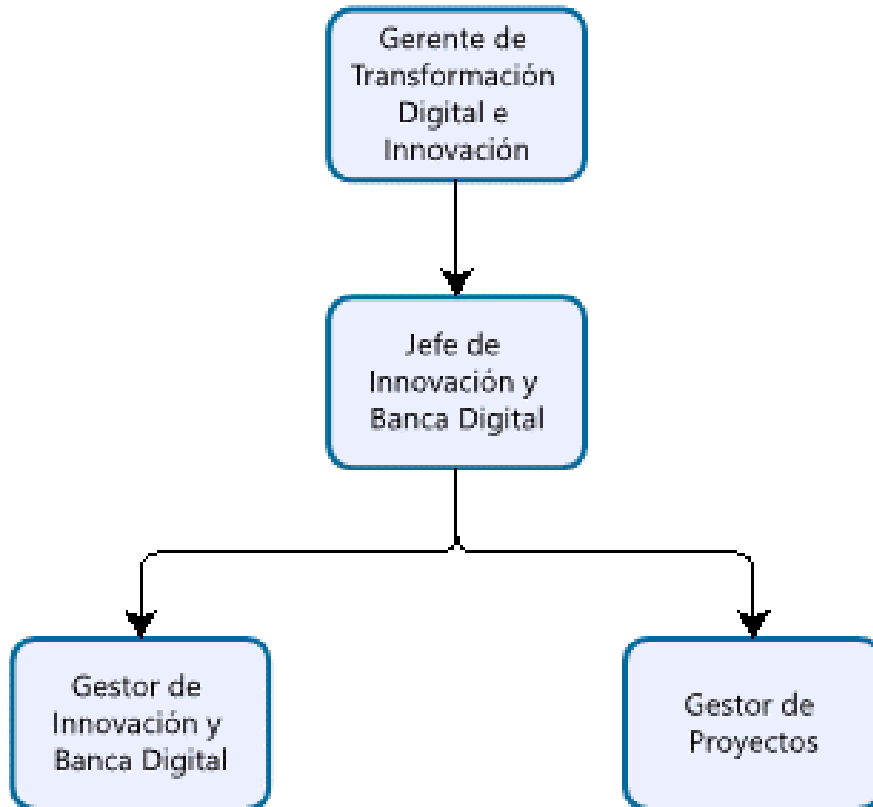 Gerente de
Transformación
Digital e
Innovación
Jefe de
Innovación y
Banca Digital
Gestor de
Innovación y
Banca Digital
Gestor de
Proyectos